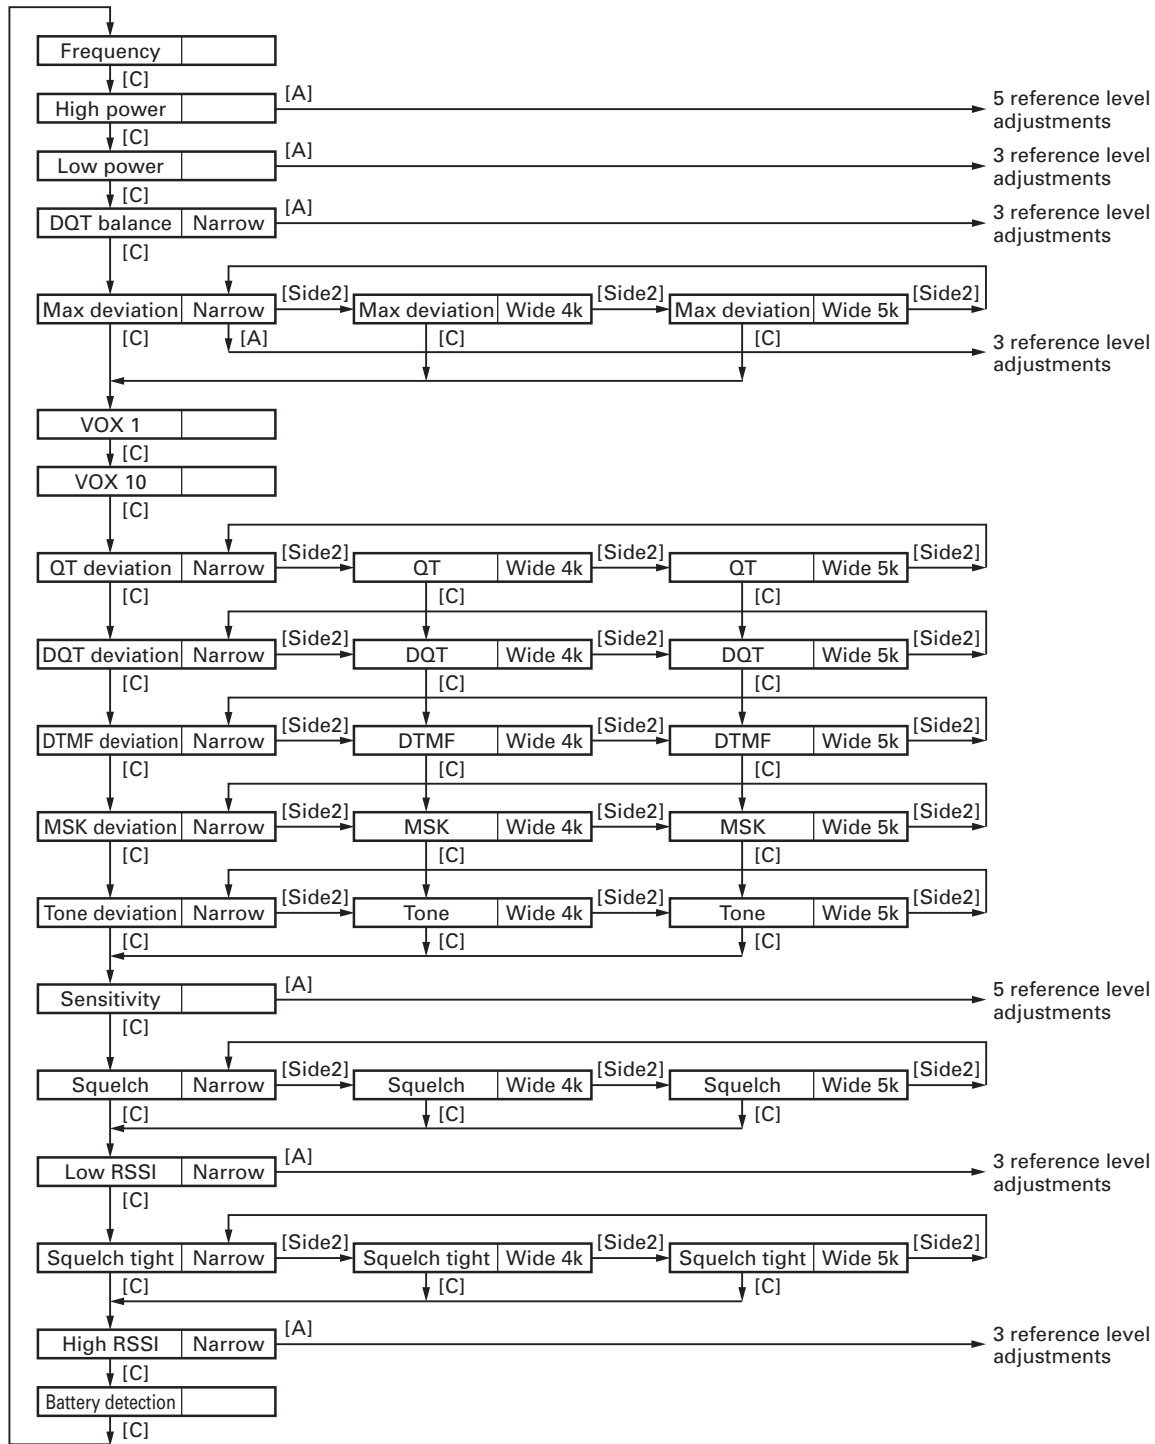 Frequency
[C]
High power [A] 5 reference level
adjustments
[C]
Low power [A] 3 reference level
adjustments
[C]
DQT balance Narrow [A] 3 reference level
adjustments
[C]
Max deviation Narrow [Side2] Max deviation Wide 4k [Side2] Max deviation Wide 5k [Side2]
[C] [A] [C] [C] 3 reference level
adjustments
VOX 1
[C]
VOX 10
[C]
QT deviation Narrow [Side2] QT Wide 4k [Side2] QT Wide 5k [Side2]
[C] [C] [C]
DQT deviation Narrow [Side2] DQT Wide 4k [Side2] DQT Wide 5k [Side2]
[C] [C] [C]
DTMF deviation Narrow [Side2] DTMF Wide 4k [Side2] DTMF Wide 5k [Side2]
[C] [C] [C]
MSK deviation Narrow [Side2] MSK Wide 4k [Side2] MSK Wide 5k [Side2]
[C] [C] [C]
Tone deviation Narrow [Side2] Tone Wide 4k [Side2] Tone Wide 5k [Side2]
[C] [C] [C]
Sensitivity [A] 5 reference level
adjustments
[C]
Squelch Narrow [Side2] Squelch Wide 4k [Side2] Squelch Wide 5k [Side2]
[C] [C] [C]
Low RSSI Narrow [A] 3 reference level
adjustments
[C]
Squelch tight Narrow [Side2] Squelch tight Wide 4k [Side2] Squelch tight Wide 5k [Side2]
[C] [C] [C]
High RSSI Narrow [A] 3 reference level
adjustments
[C]
Battery detection
[C]